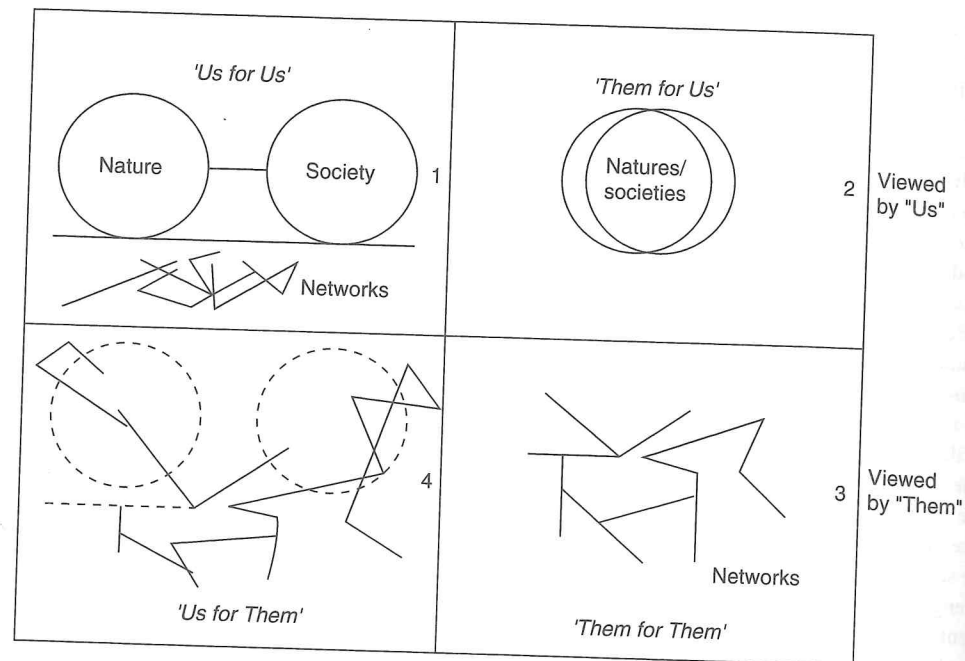 'Us for Us'
Nature
Society
1
Networks
'Them for Us'
Natures/
societies
2
Viewed
by "Us"
4
'Us for Them'
3
Viewed
by "Them"
Networks
'Them for Them'